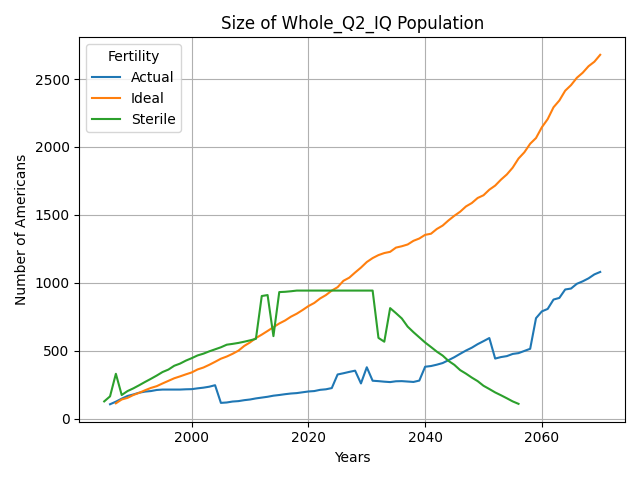 Size of Whole_Q2_IQ Population
Fertility
Actual
Ideal
Sterile
Number of Americans
2500
2000
1500
1000
500
0
2000
2020
2040
2060
Years